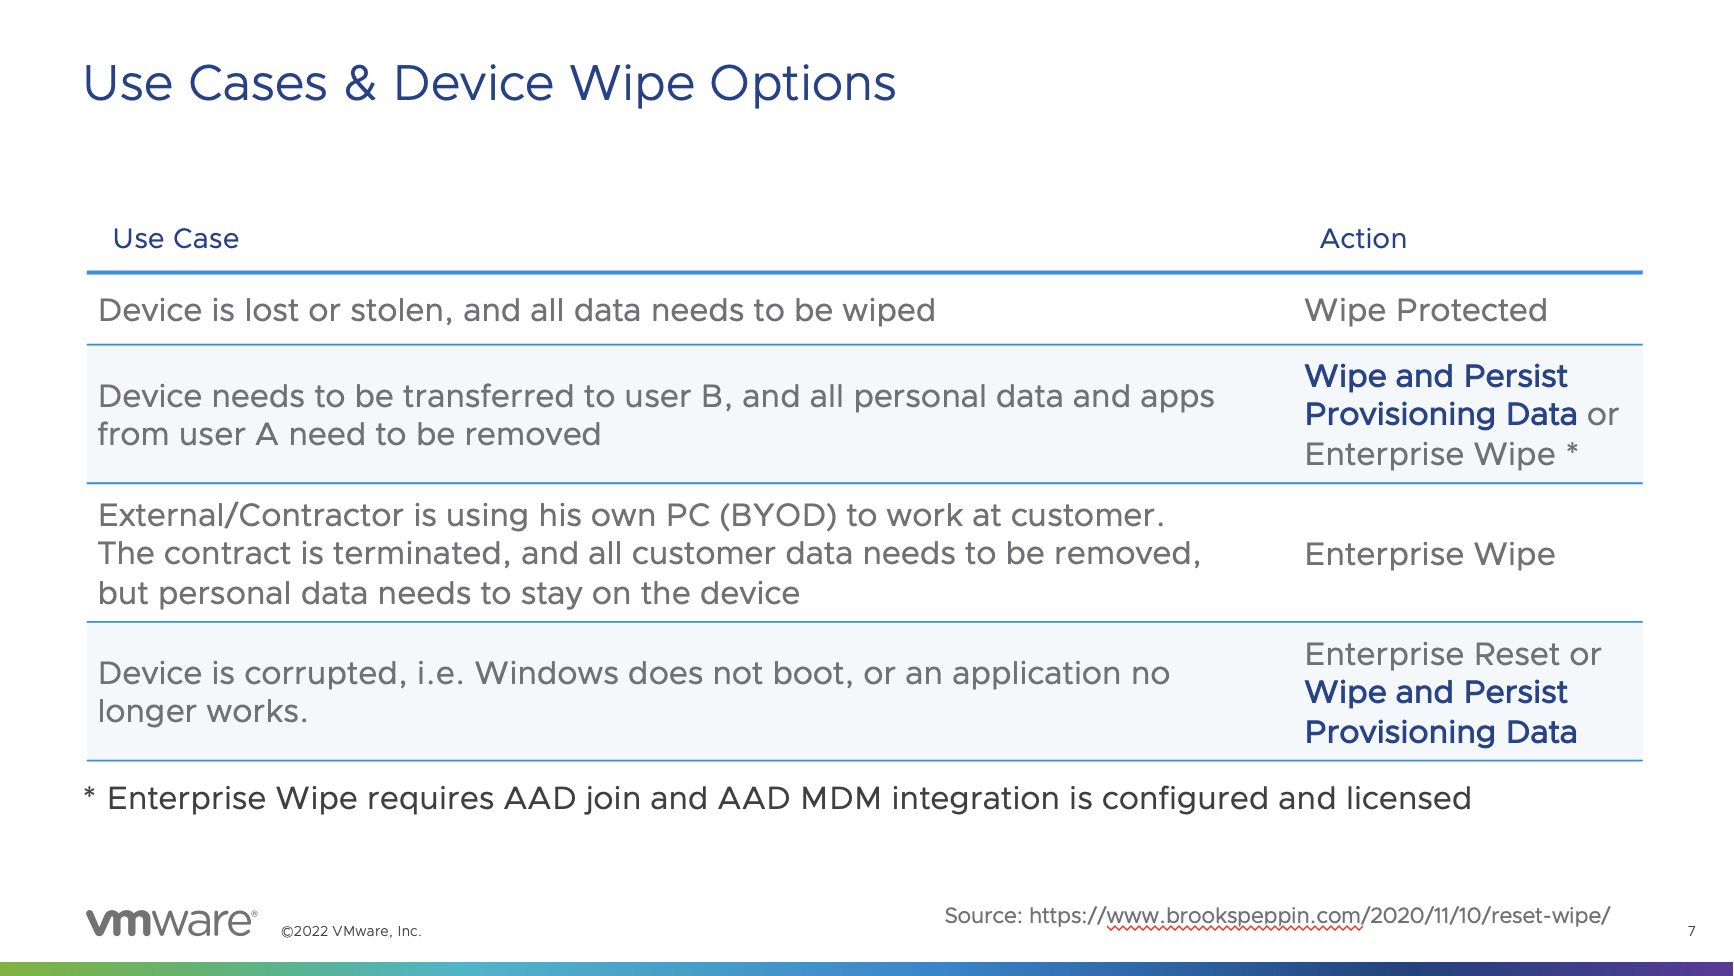 Use Cases & Device Wipe Options
Use Case
Action
Device is lost or stolen, and all data needs to be wiped
Wipe Protected
Device needs to be transferred to user B, and all personal data and apps
from user A need to be removed
Wipe and Persist
Provisioning Data or
Enterprise Wipe *
External/Contractor is using his own PC (BYOD) to work at customer.
The contract is terminated, and all customer data needs to be removed,
but personal data needs to stay on the device
Enterprise Wipe
Device is corrupted, i.e. Windows does not boot, or an application no
longer works.
Enterprise Reset or
Wipe and Persist
Provisioning Data
* Enterprise Wipe requires AAD join and AAD MDM integration is configured and licensed
vmware®
©2022 VMware, Inc.
Source: https://www.brookspeppin.com/2020/11/10/reset-wipe/
7